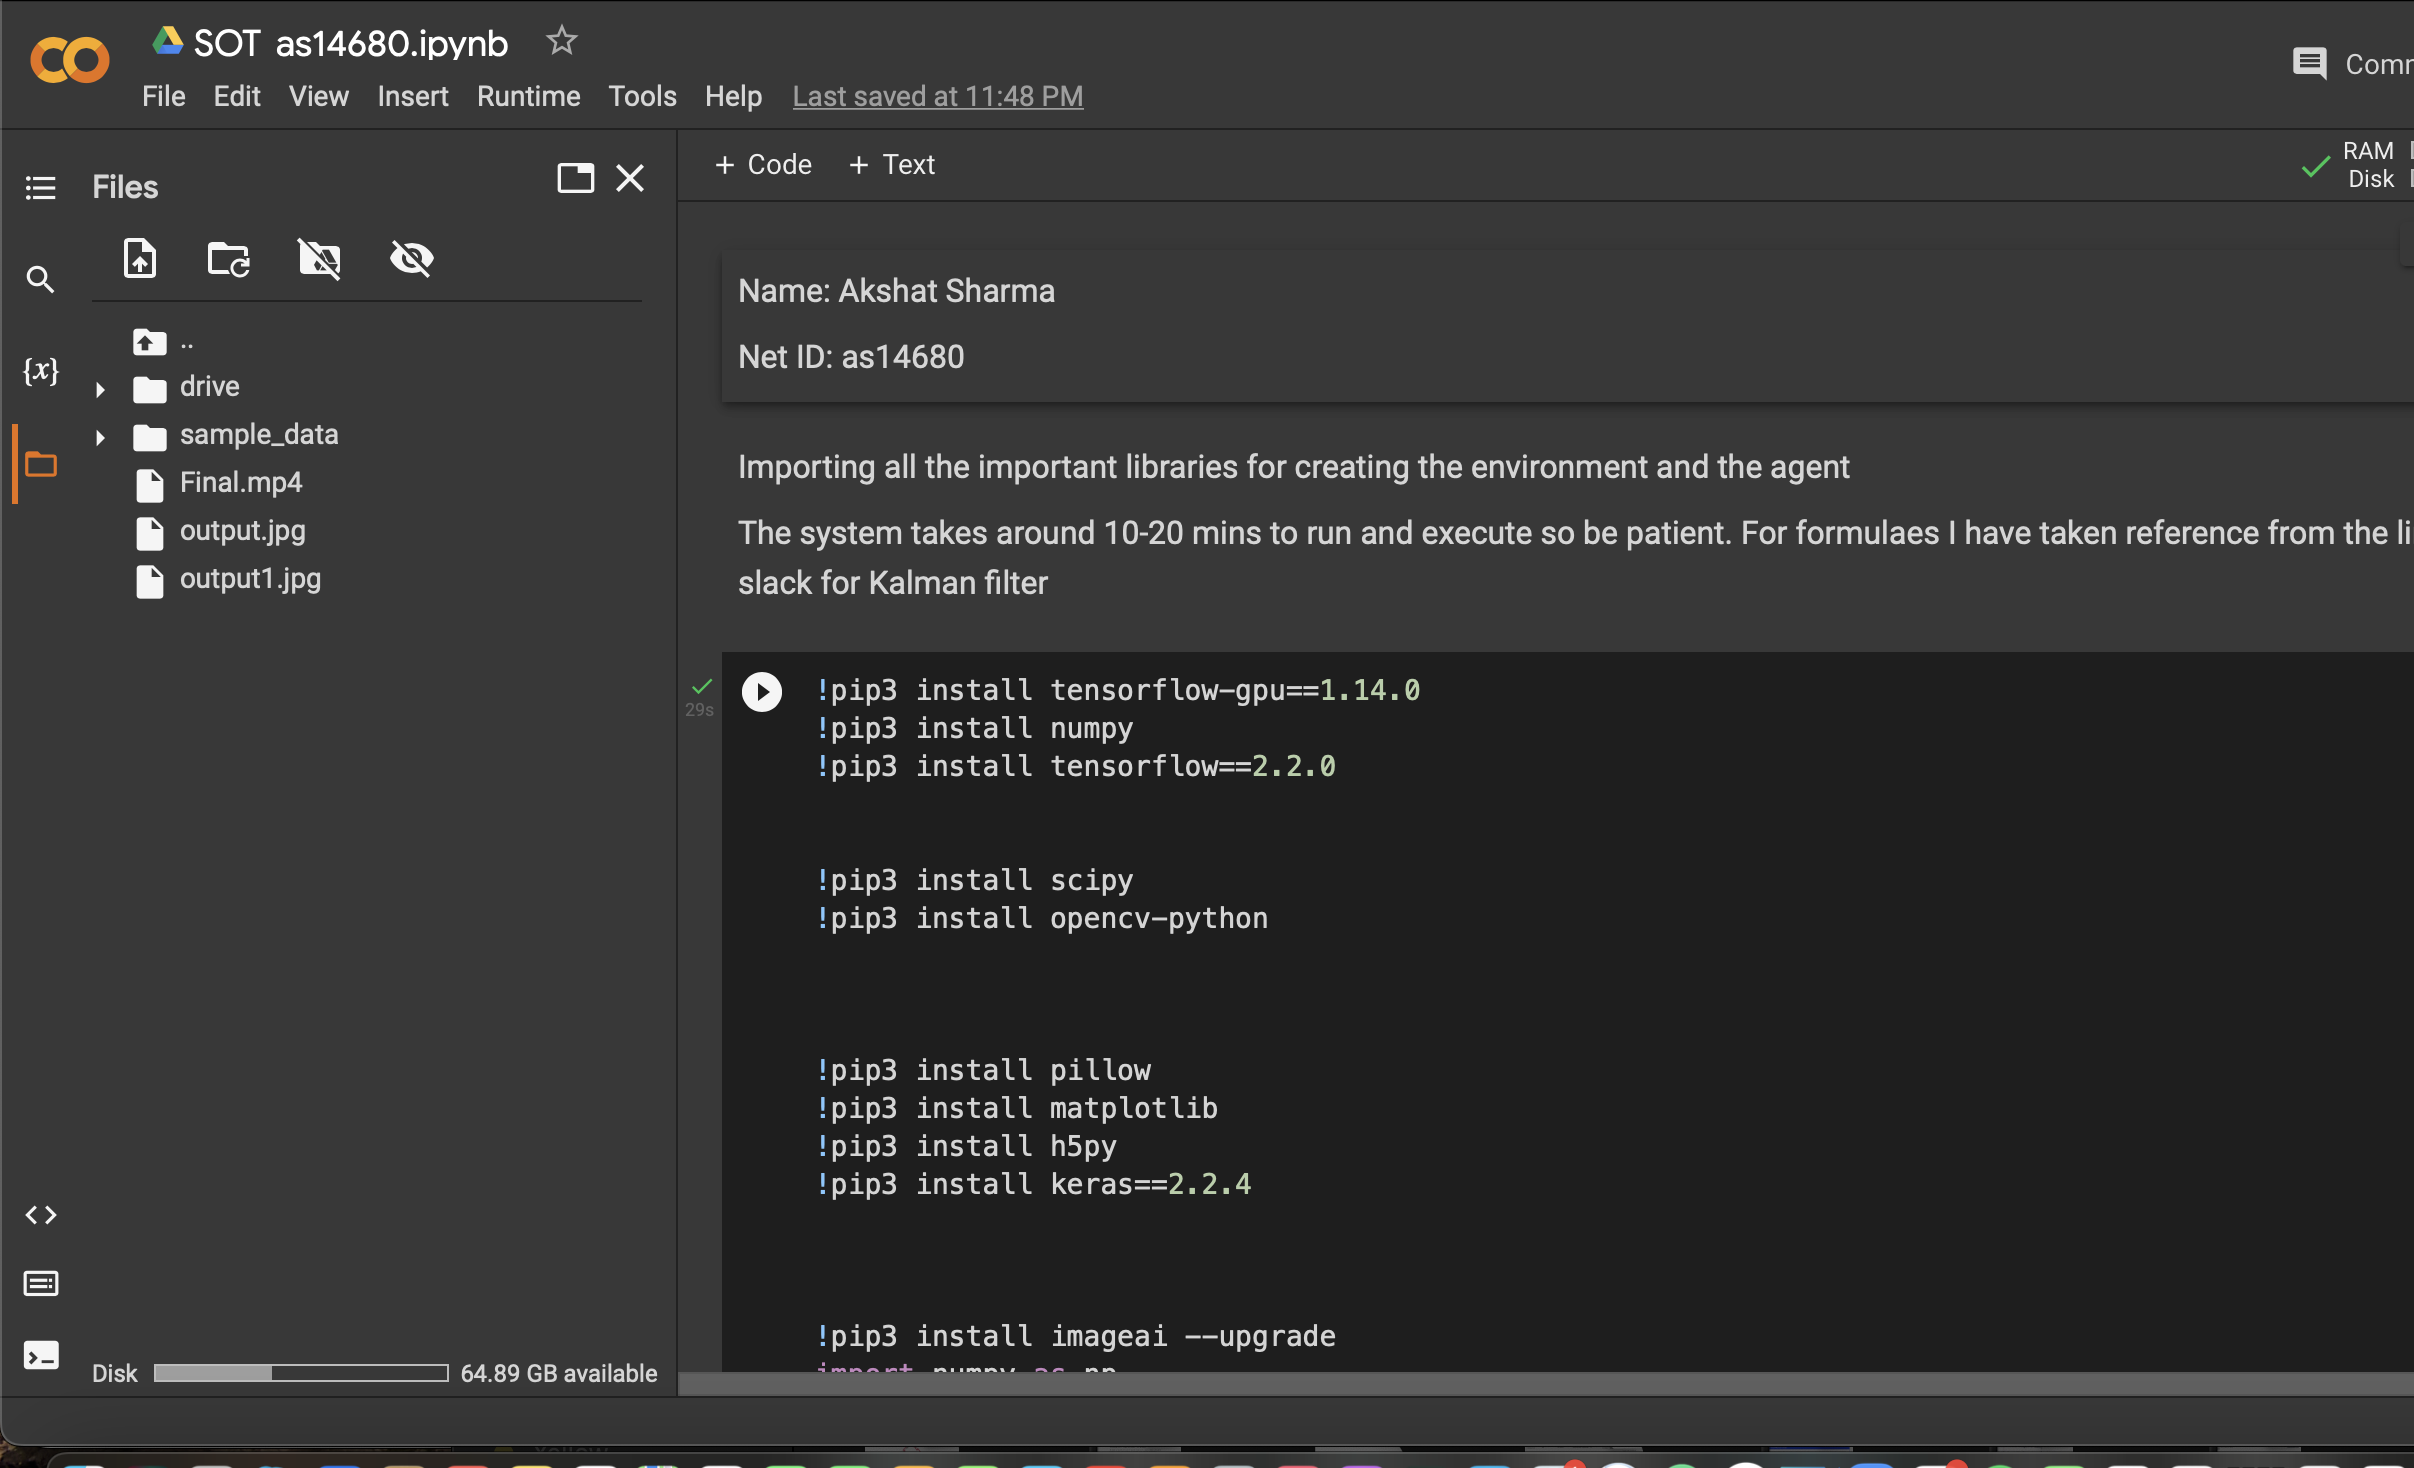 SOT as14680.ipynb
File Edit View Insert Runtime Tools Help Last saved at 11:48 PM
Files
+ Code + Text
RAM
Disk
{x}
..
drive
sample_data
Final.mp4
output.jpg
output1.jpg
Disk 64.89 GB available
Name: Akshat Sharma
Net ID: as14680
Importing all the important libraries for creating the environment and the agent
The system takes around 10-20 mins to run and execute so be patient. For formulaes I have taken reference from the
slack for Kalman filter
29s
!pip3 install tensorflow-gpu==1.14.0
!pip3 install numpy
!pip3 install tensorflow==2.2.0
!pip3 install scipy
!pip3 install opencv-python
!pip3 install pillow
!pip3 install matplotlib
!pip3 install h5py
!pip3 install keras==2.2.4
!pip3 install imageai --upgrade
import numpy as np